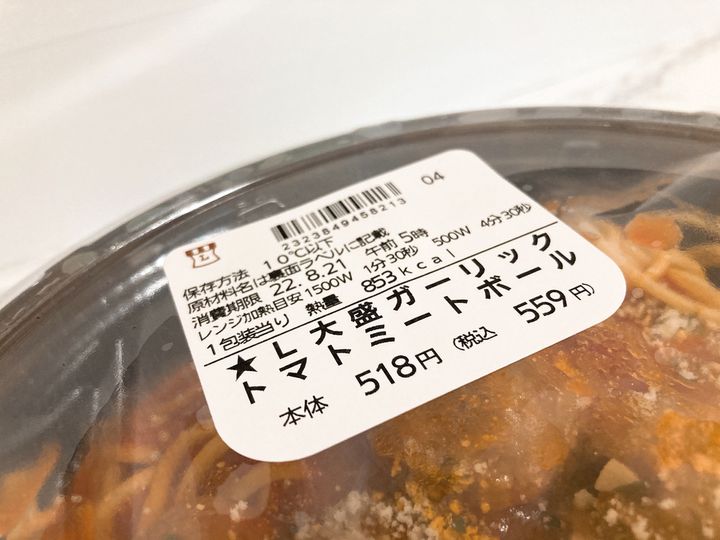 L
04
2323849458213
保存方法 10℃以下
原材料名は裏面ラベルに記載
消費期限 22.8.21 午前5時
レンジ加熱目安1500W 1分30秒 500W 4分30秒
1包装当り 熱量 853kcal
★L大盛ガーリック
トマトミートボール
本体 518円 (税込 559円)